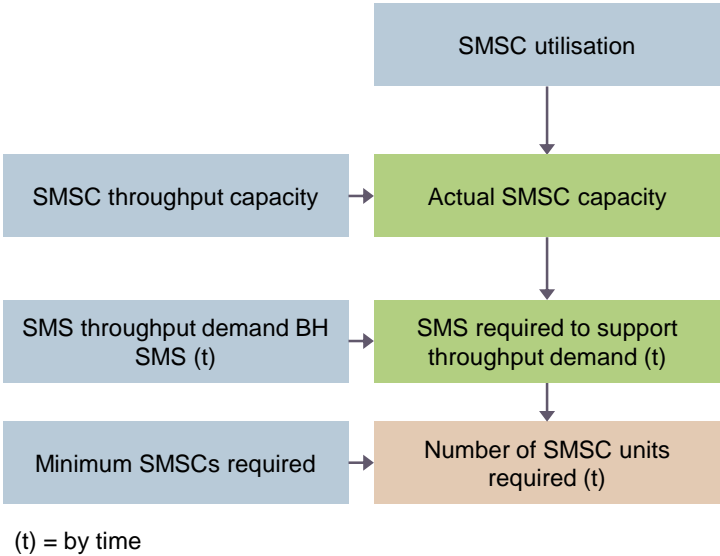 SMSC utilisation
SMSC throughput capacity
Actual SMSC capacity
SMS throughput demand BH
SMS (t)
SMS required to support
throughput demand (t)
Minimum SMSCs required
Number of SMSC units
required (t)
(t) = by time